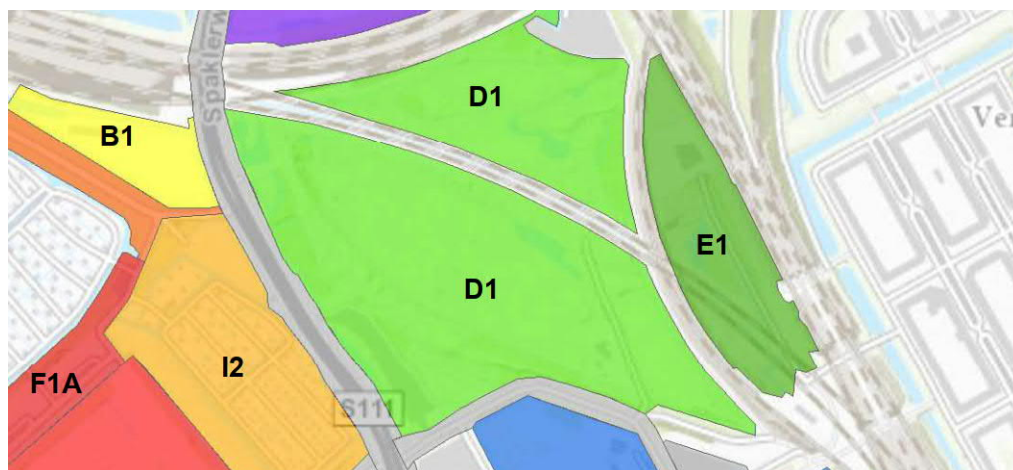 Spaklerw
D1
B1
Ver
E1
D1
I2
F1A
S111